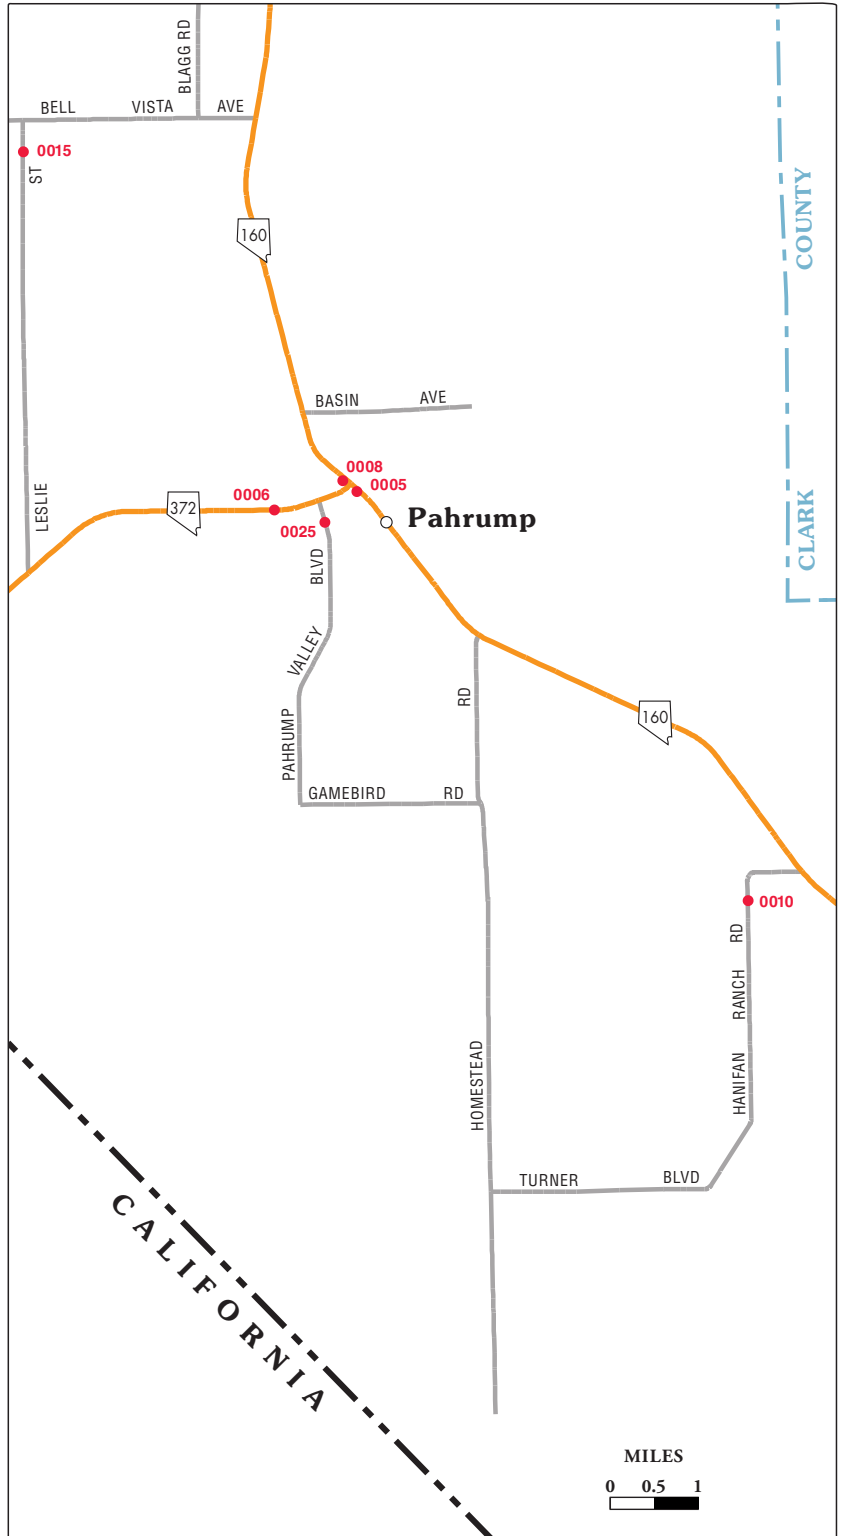 BLAGG RD
BELL VISTA AVE
0015
ST
COUNTY
160
BASIN AVE
0008
0005
0006
LESLIE
372
Pahrump
0025
CLARK
BLVD
VALLEY
RD
PAHRUMP
160
GAMEBIRD RD
0010
RD
RANCH
HOMESTEAD
HANIFAN
TURNER BLVD
CALIFORNIA
MILES
0 0.5 1